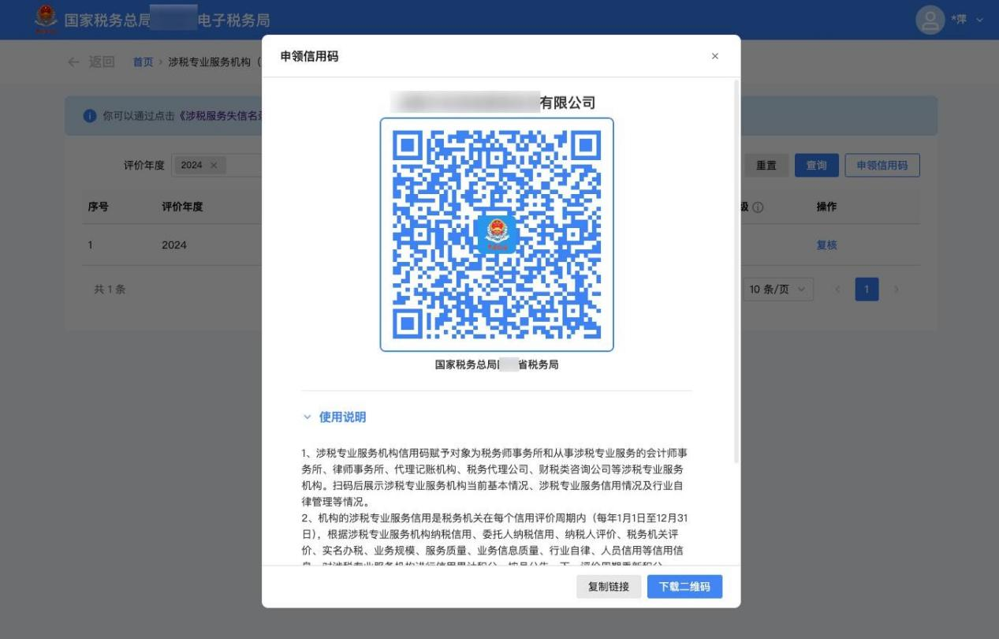 国家税务总局 电子税务局
*萍
返回 首页 > 涉税专业服务机构（
申领信用码
有限公司
你可以通过点击《涉税服务失信名录
评价年度 2024 × 重置 查询 申领信用码
序号 评价年度 级 操作
1 2024 复核
共 1 条 10 条/页 1
国家税务总局 省税务局
使用说明
1、涉税专业服务机构信用码赋予对象为税务师事务所和从事涉税专业服务的会计师事
务所、律师事务所、代理记账机构、税务代理公司、财税类咨询公司等涉税专业服务
机构。扫码后展示涉税专业服务机构当前基本情况、涉税专业服务信用情况及行业自
律管理等情况。
2、机构的涉税专业服务信用是税务机关在每个信用评价周期内（每年1月1日至12月31
日），根据涉税专业服务机构纳税信用、委托人纳税信用、纳税人评价、税务机关评
价、实名办税、业务规模、服务质量、业务信息质量、行业自律、人员信用等信用信
复制链接 下载二维码